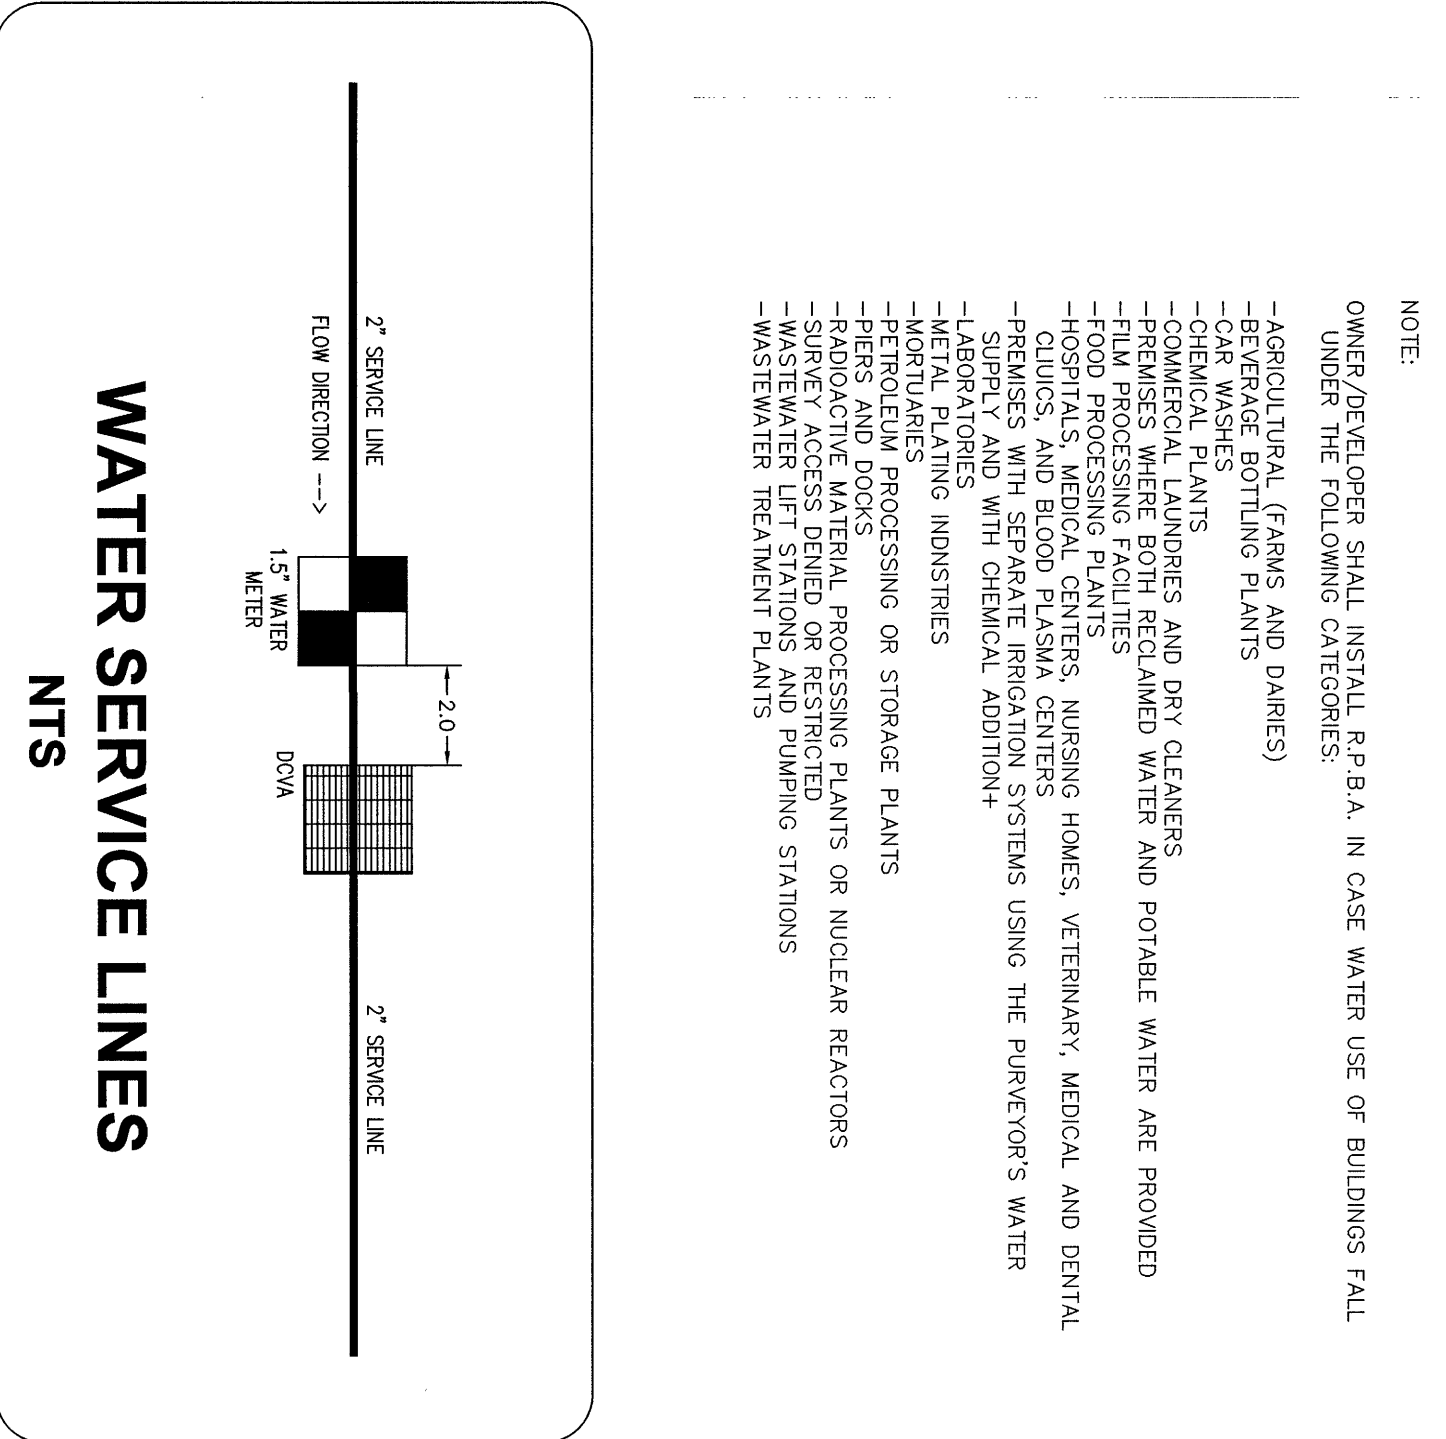 NOTE:
OWNER/DEVELOPER SHALL INSTALL R.P.B.A. IN CASE WATER USE OF BUILDINGS FALL
UNDER THE FOLLOWING CATEGORIES:
-AGRICULTURAL (FARMS AND DAIRIES)
-BEVERAGE BOTTLING PLANTS
-CAR WASHES
-CHEMICAL PLANTS
-COMMERCIAL LAUNDRIES AND DRY CLEANERS
-PREMISES WHERE BOTH RECLAIMED WATER AND POTABLE WATER ARE PROVIDED
-FILM PROCESSING FACILITIES
-FOOD PROCESSING PLANTS
-HOSPITALS, MEDICAL CENTERS, NURSING HOMES, VETERINARY, MEDICAL AND DENTAL
CLIUICS, AND BLOOD PLASMA CENTERS
-PREMISES WITH SEPARATE IRRIGATION SYSTEMS USING THE PURVEYOR'S WATER
SUPPLY AND WITH CHEMICAL ADDITION+
-LABORATORIES
-METAL PLATING INDNSTRIES
-MORTUARIES
-PETROLEUM PROCESSING OR STORAGE PLANTS
-PIERS AND DOCKS
-RADIOACTIVE MATERIAL PROCESSING PLANTS OR NUCLEAR REACTORS
-SURVEY ACCESS DENIED OR RESTRICTED
-WASTEWATER LIFT STATIONS AND PUMPING STATIONS
-WASTEWATER TREATMENT PLANTS
2.0
2" SERVICE LINE
2" SERVICE LINE
FLOW DIRECTION -->
1.5" WATER
METER
DCVA
WATER SERVICE LINES
NTS